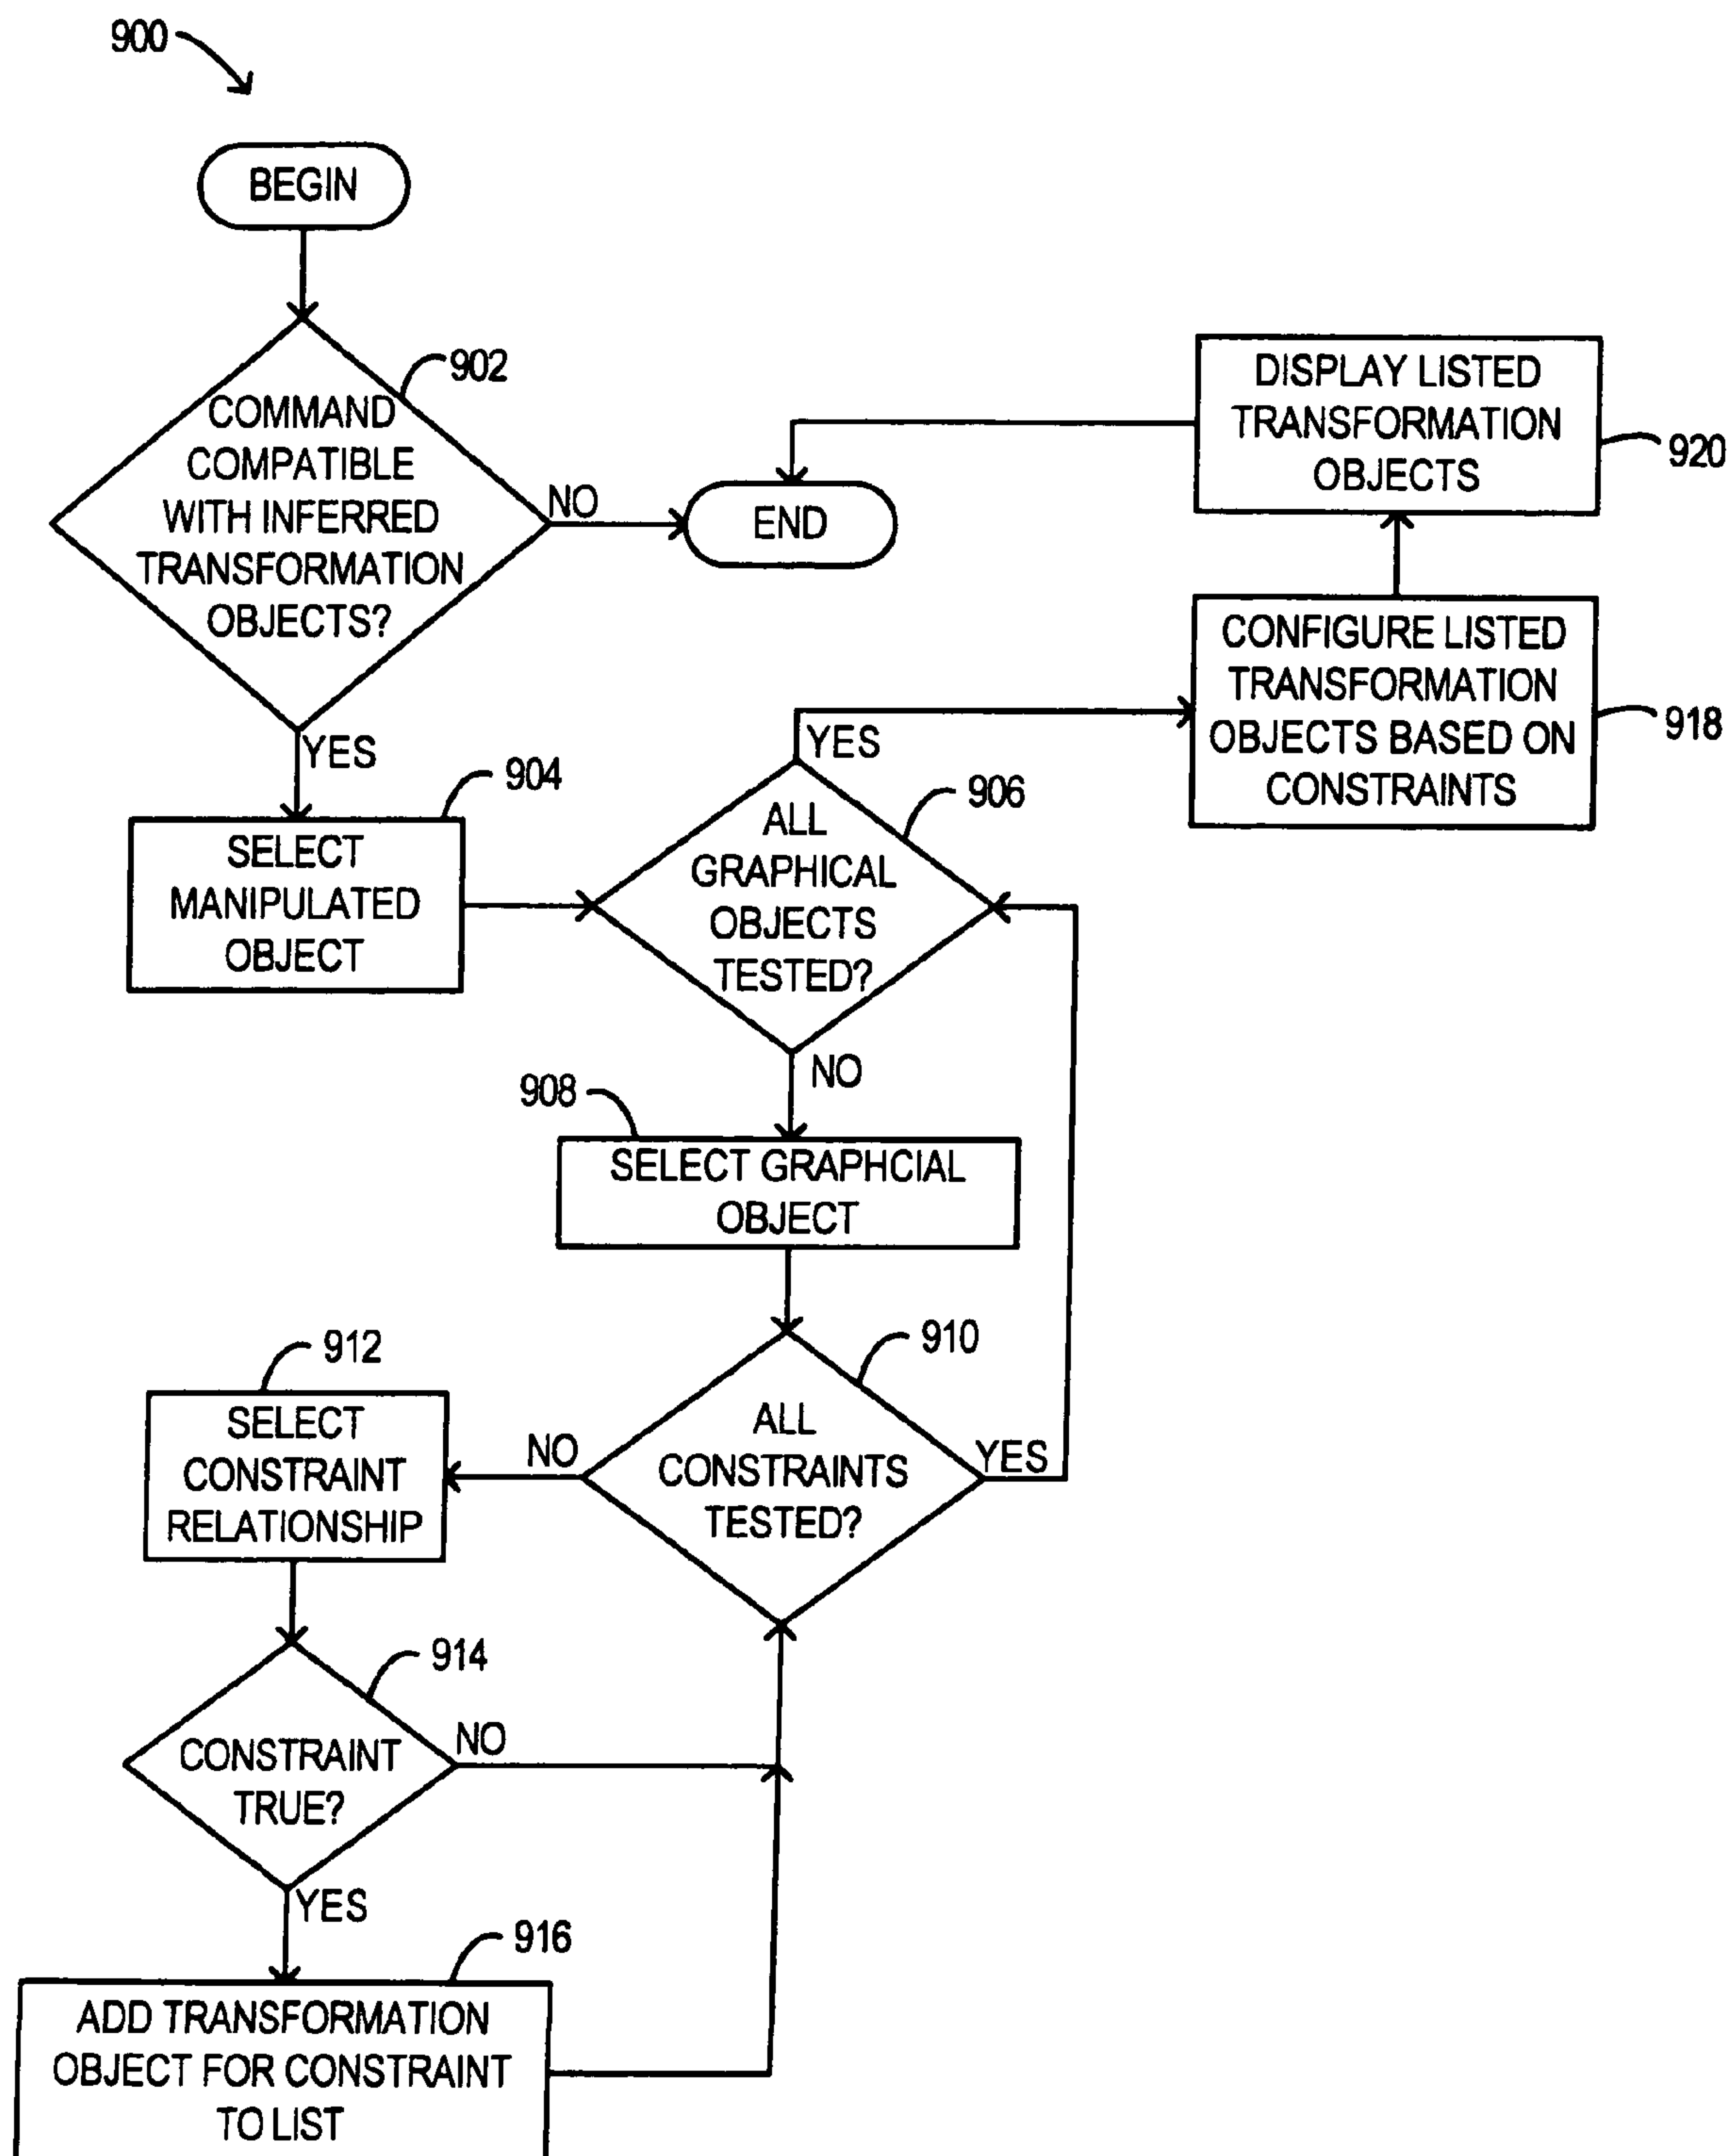 900
BEGIN
902
COMMAND
COMPATIBLE
WITH INFERRED
TRANSFORMATION
OBJECTS?
NO
END
YES
904
SELECT
MANIPULATED
OBJECT
906
ALL
GRAPHICAL
OBJECTS
TESTED?
YES
NO
908
SELECT GRAPHCIAL
OBJECT
910
ALL
CONSTRAINTS
TESTED?
YES
NO
912
SELECT
CONSTRAINT
RELATIONSHIP
914
CONSTRAINT
TRUE?
NO
YES
916
ADD TRANSFORMATION
OBJECT FOR CONSTRAINT
TO LIST
CONFIGURE LISTED
TRANSFORMATION
OBJECTS BASED ON
CONSTRAINTS
918
DISPLAY LISTED
TRANSFORMATION
OBJECTS
920